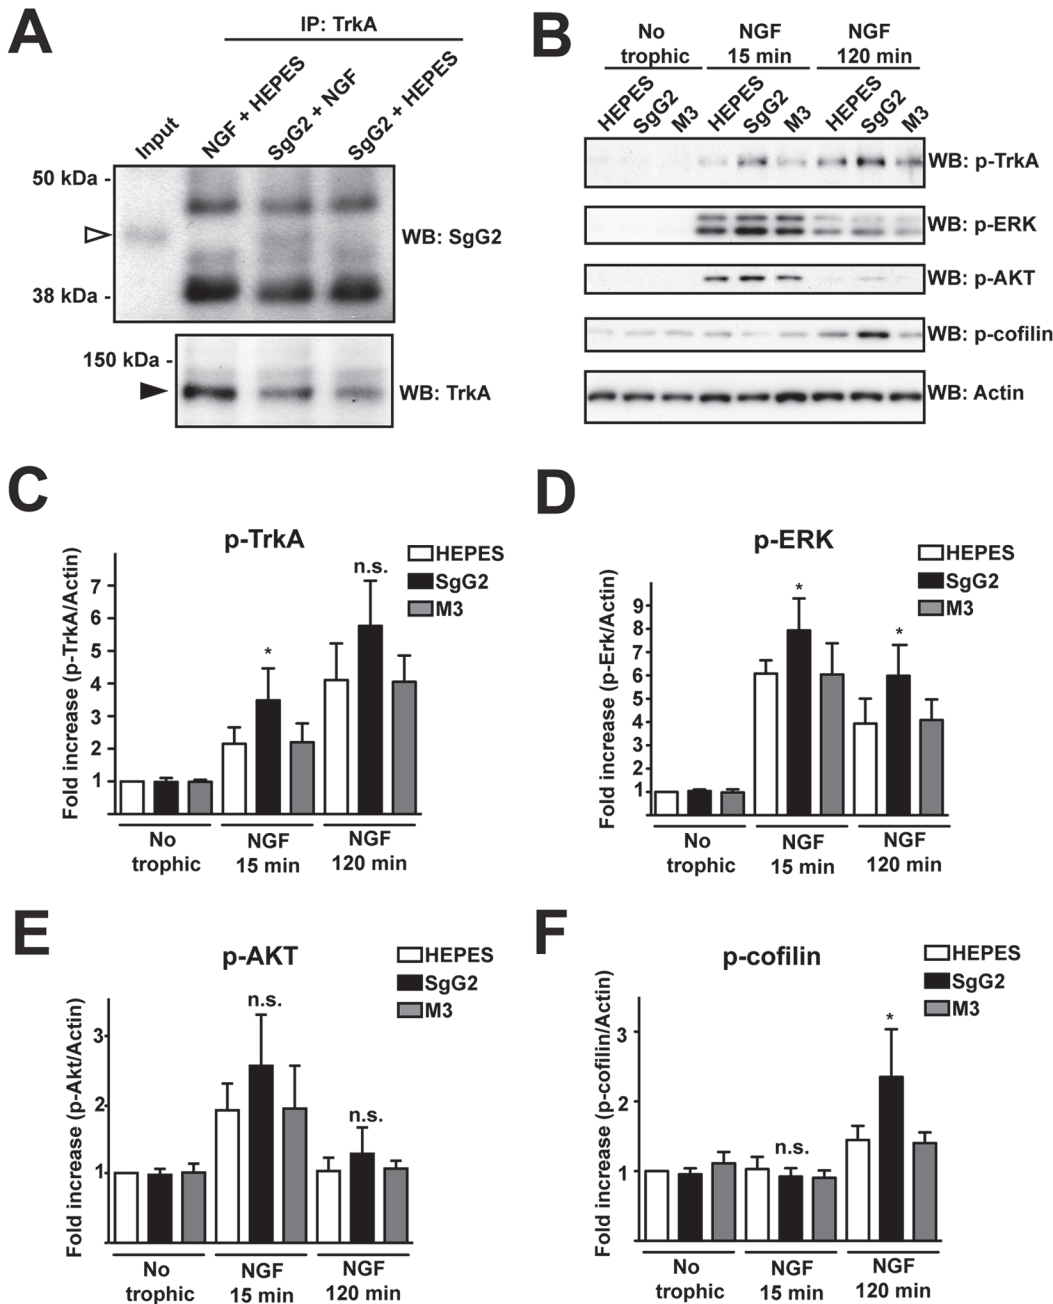 A
IP: TrkA
Input
NGF + HEPES
SgG2 + NGF
SgG2 + HEPES
50 kDa -
WB: SgG2
38 kDa -
150 kDa -
WB: TrkA
B
No trophic
NGF 15 min
NGF 120 min
HEPES
SgG2
M3
HEPES
SgG2
M3
HEPES
SgG2
M3
WB: p-TrkA
WB: p-ERK
WB: p-AKT
WB: p-cofilin
WB: Actin
C
p-TrkA
HEPES
SgG2
M3
Fold increase (p-TrkA/Actin)
7
6
5
4
3
2
1
*
n.s.
No trophic
NGF 15 min
NGF 120 min
D
p-ERK
HEPES
SgG2
M3
Fold increase (p-Erk/Actin)
9
8
7
6
5
4
3
2
1
*
*
No trophic
NGF 15 min
NGF 120 min
E
p-AKT
HEPES
SgG2
M3
Fold increase (p-Akt/Actin)
3
2
1
n.s.
n.s.
No trophic
NGF 15 min
NGF 120 min
F
p-cofilin
HEPES
SgG2
M3
Fold increase (p-cofilin/Actin)
3
2
1
n.s.
*
No trophic
NGF 15 min
NGF 120 min